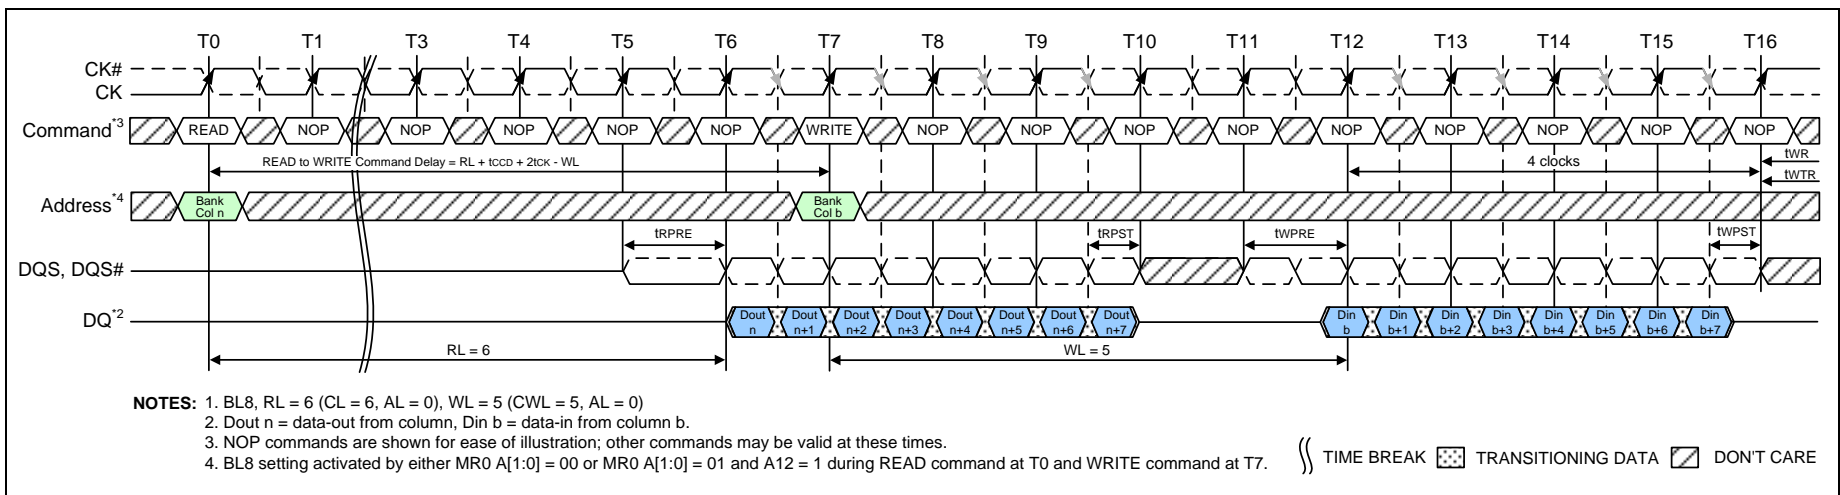 T0 T1 T3 T4 T5 T6 T7 T8 T9 T10 T11 T12 T13 T14 T15 T16
CK#
CK
Command*3 READ NOP NOP NOP NOP NOP WRITE NOP NOP NOP NOP NOP NOP NOP NOP NOP
READ to WRITE Command Delay = RL + tCCD + 2tCK - WL
4 clocks
tWR
tWTR
Address*4
Bank
Col n
Bank
Col b
tRPRE tRPST tWPRE tWPST
DQS, DQS#
DQ*2
Dout
n
Dout
n+1
Dout
n+2
Dout
n+3
Dout
n+4
Dout
n+5
Dout
n+6
Dout
n+7
Din
b
Din
b+1
Din
b+2
Din
b+3
Din
b+4
Din
b+5
Din
b+6
Din
b+7
RL = 6 WL = 5
NOTES: 1. BL8, RL = 6 (CL = 6, AL = 0), WL = 5 (CWL = 5, AL = 0)
2. Dout n = data-out from column, Din b = data-in from column b.
3. NOP commands are shown for ease of illustration; other commands may be valid at these times.
4. BL8 setting activated by either MR0 A[1:0] = 00 or MR0 A[1:0] = 01 and A12 = 1 during READ command at T0 and WRITE command at T7.
TIME BREAK TRANSITIONING DATA DON'T CARE